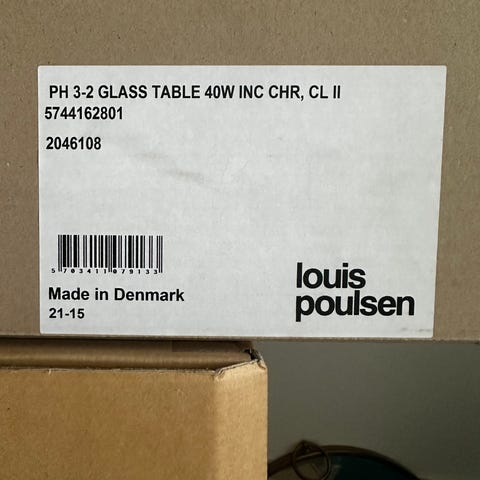 PH 3-2 GLASS TABLE 40W INC CHR, CL II
5744162801
2046108
5 703411 079133
Made in Denmark
21-15
louis
poulsen